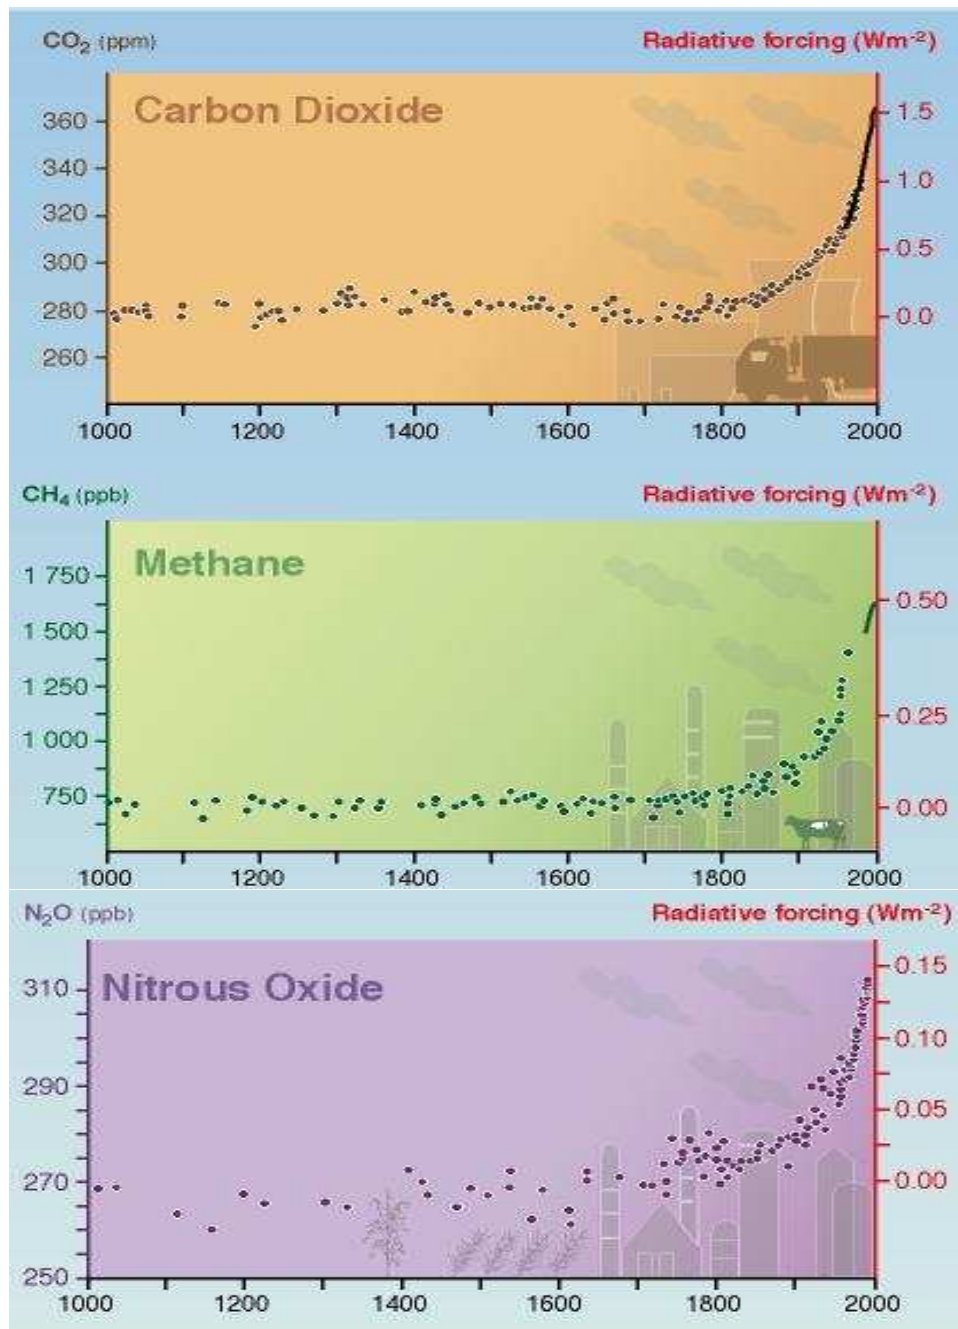 CO₂ (ppm) Radiative forcing (Wm⁻²)
Carbon Dioxide
360
340
320
300
280
260
1.5
1.0
0.5
0.0
1000 1200 1400 1600 1800 2000
CH₄ (ppb) Radiative forcing (Wm⁻²)
Methane
1 750
1 500
1 250
1 000
750
0.50
0.25
0.00
1000 1200 1400 1600 1800 2000
N₂O (ppb) Radiative forcing (Wm⁻²)
Nitrous Oxide
310
290
270
250
0.15
0.10
0.05
0.00
1000 1200 1400 1600 1800 2000